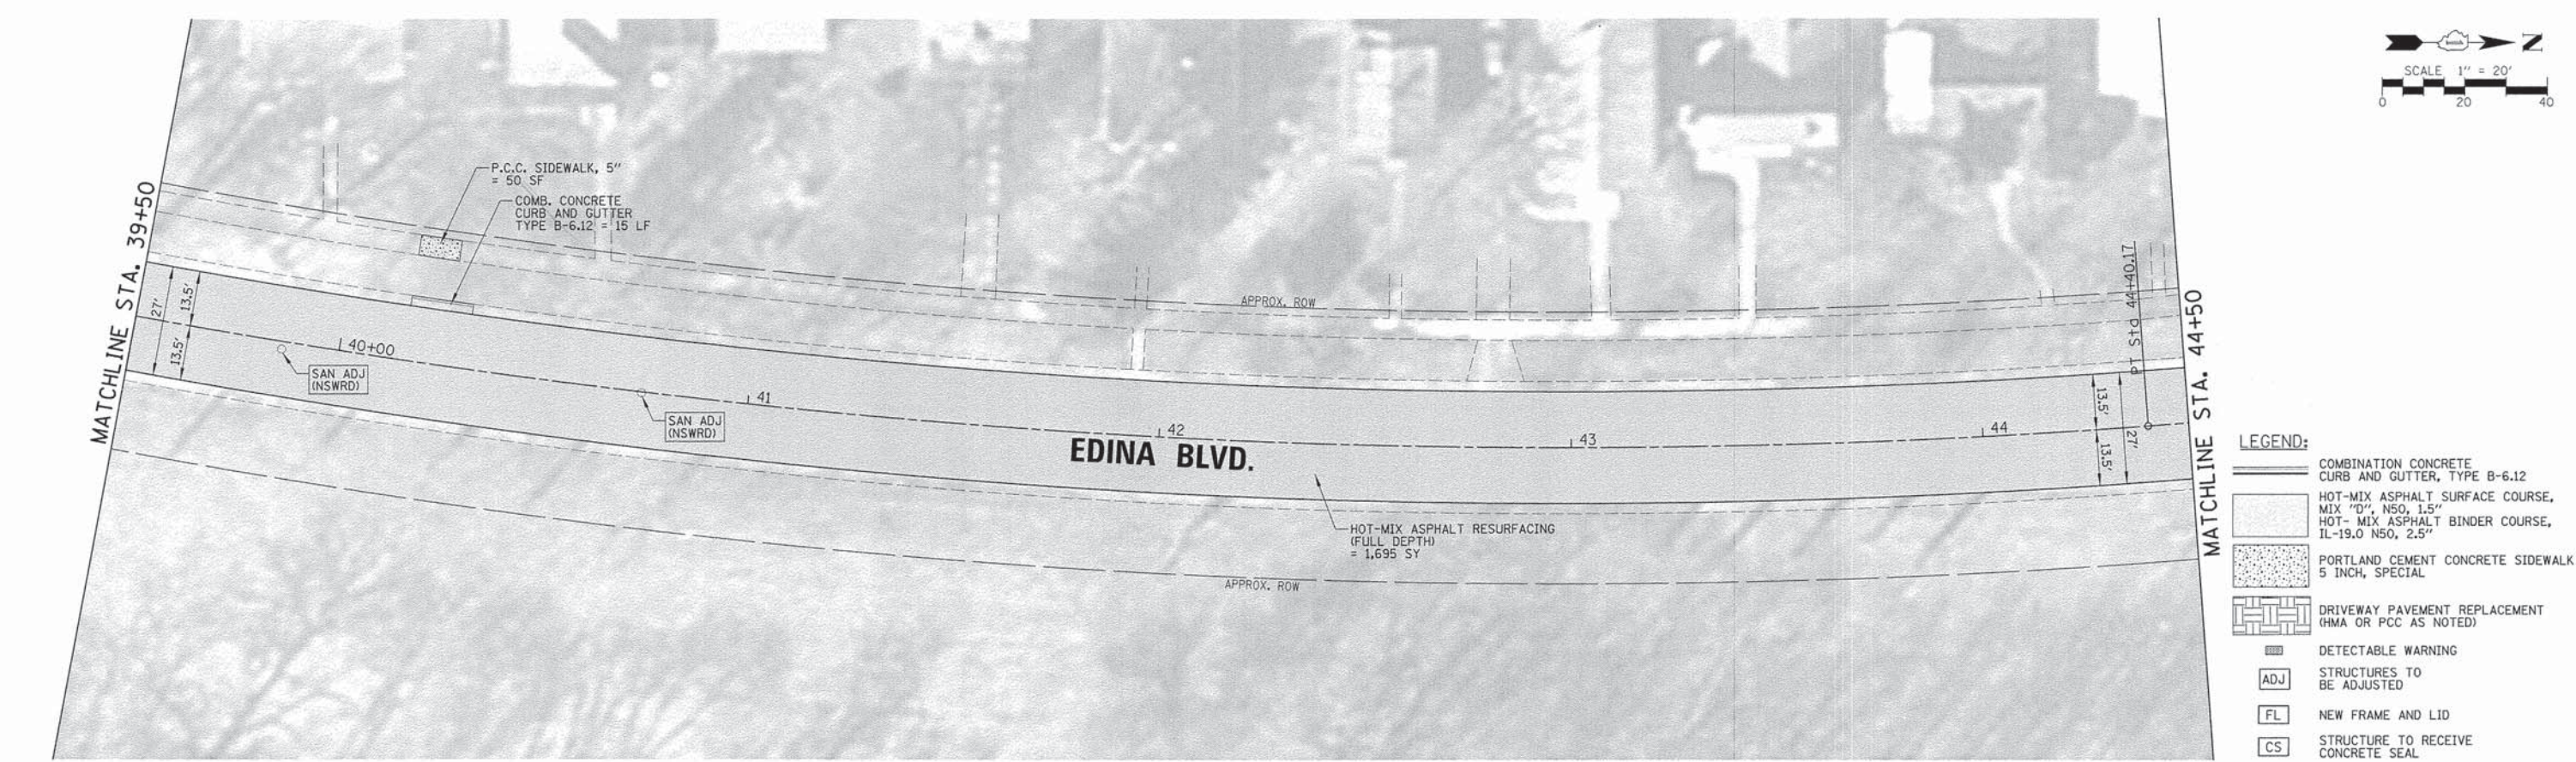 N
SCALE 1" = 20'
0 20 40
MATCHLINE STA. 39+50
P.C.C. SIDEWALK, 5"
= 50 SF
COMB. CONCRETE
CURB AND GUTTER
TYPE B-6.12 = 15 LF
27'
13.5'
13.5'
40+00
SAN ADJ
(NSWRD)
41
SAN ADJ
(NSWRD)
APPROX. ROW
42
EDINA BLVD.
43
44
HOT-MIX ASPHALT RESURFACING
(FULL DEPTH)
= 1,695 SY
APPROX. ROW
PT Sta 44+40.17
13.5'
13.5'
27'
MATCHLINE STA. 44+50
LEGEND:
COMBINATION CONCRETE
CURB AND GUTTER, TYPE B-6.12
HOT-MIX ASPHALT SURFACE COURSE,
MIX "D", N50, 1.5"
HOT- MIX ASPHALT BINDER COURSE,
IL-19.0 N50, 2.5"
PORTLAND CEMENT CONCRETE SIDEWALK
5 INCH, SPECIAL
DRIVEWAY PAVEMENT REPLACEMENT
(HMA OR PCC AS NOTED)
DETECTABLE WARNING
ADJ STRUCTURES TO
BE ADJUSTED
FL NEW FRAME AND LID
CS STRUCTURE TO RECEIVE
CONCRETE SEAL